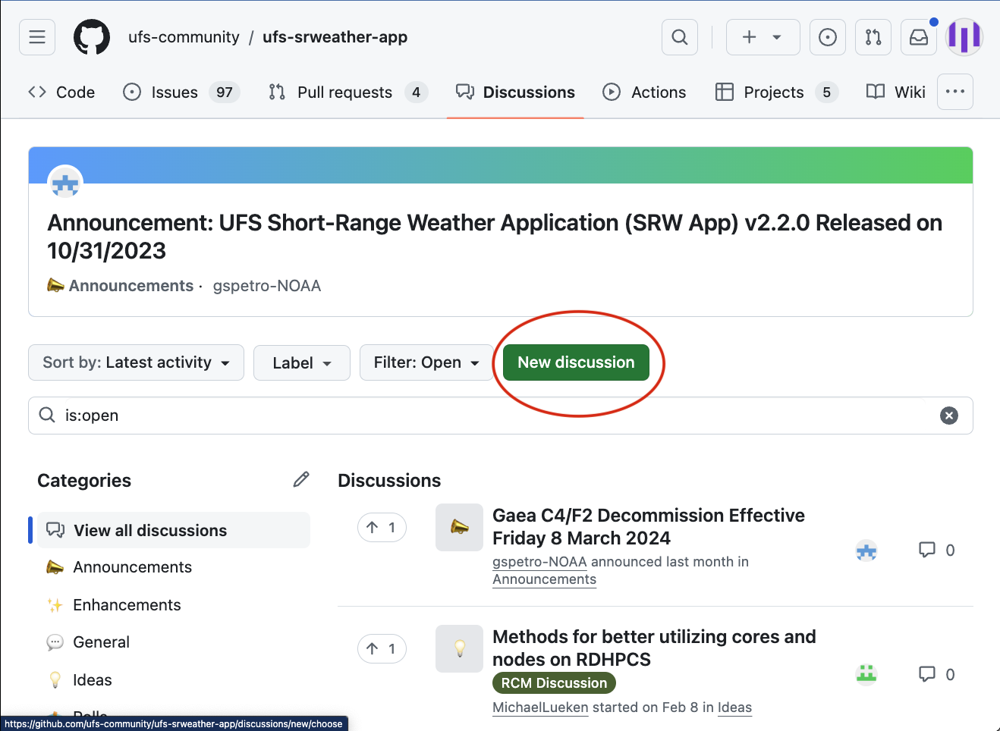 ufs-community / ufs-srweather-app
Code Issues 97 Pull requests 4 Discussions Actions Projects 5 Wiki
Announcement: UFS Short-Range Weather Application (SRW App) v2.2.0 Released on
10/31/2023
Announcements · gspetro-NOAA
Sort by: Latest activity Label Filter: Open New discussion
is:open
Categories
View all discussions
Announcements
Enhancements
General
Ideas
Polls
Discussions
1
Gaea C4/F2 Decommission Effective
Friday 8 March 2024
gspetro-NOAA announced last month in
Announcements
0
1
Methods for better utilizing cores and
nodes on RDHPCS
RCM Discussion
MichaelLueken started on Feb 8 in Ideas
0
https://github.com/ufs-community/ufs-srweather-app/discussions/new/choose